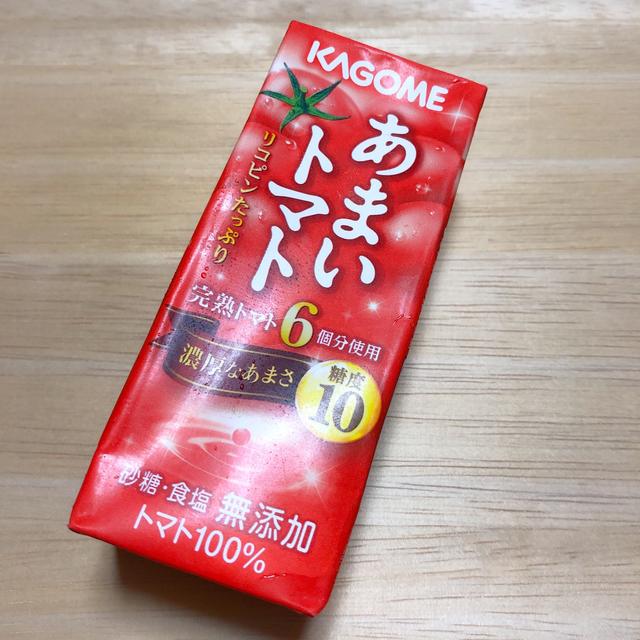 KAGOME
あまい
トマト
リコピンたっぷり
完熟トマト6個分使用
濃厚なあまさ
糖度
10
砂糖・食塩 無添加
トマト100%